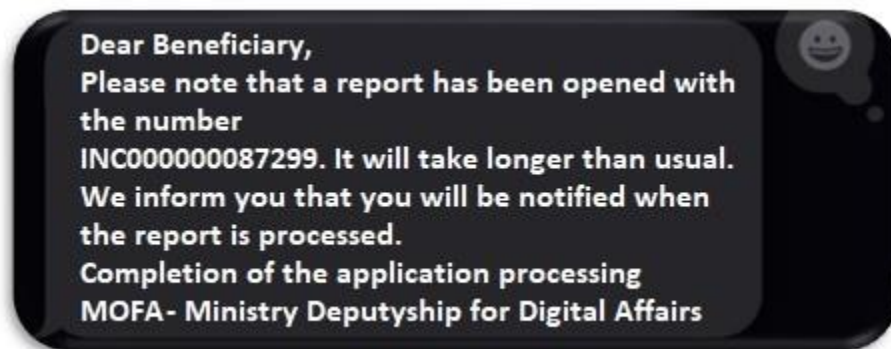 Dear Beneficiary,
Please note that a report has been opened with
the number
INC000000087299. It will take longer than usual.
We inform you that you will be notified when
the report is processed.
Completion of the application processing
MOFA- Ministry Deputyship for Digital Affairs